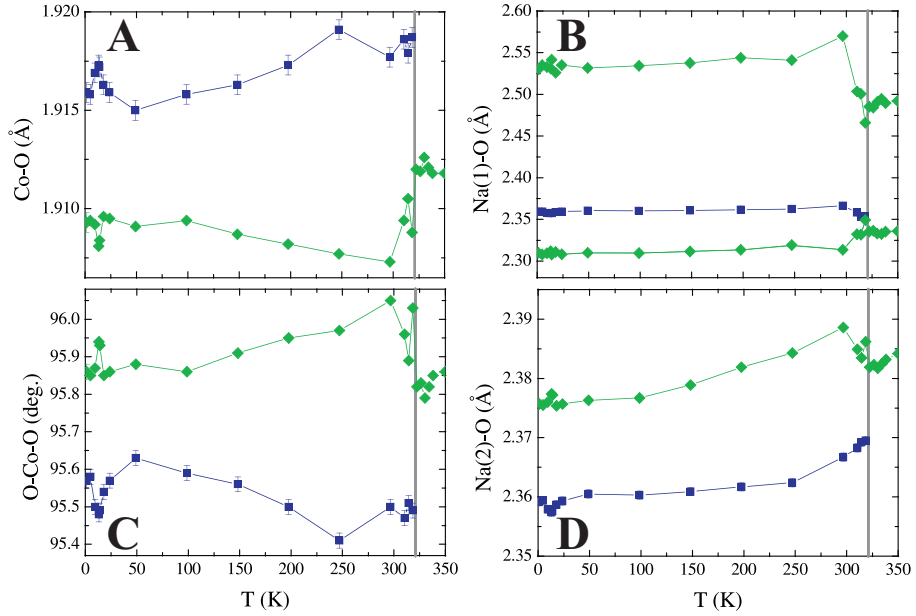 A
1.920
1.915
1.910
Co-O (Å)
B
2.60
2.55
2.50
2.45
2.40
2.35
2.30
Na(1)-O (Å)
C
96.0
95.9
95.8
95.7
95.6
95.5
95.4
O-Co-O (deg.)
0 50 100 150 200 250 300 350
T (K)
D
2.39
2.38
2.37
2.36
2.35
Na(2)-O (Å)
0 50 100 150 200 250 300 350
T (K)